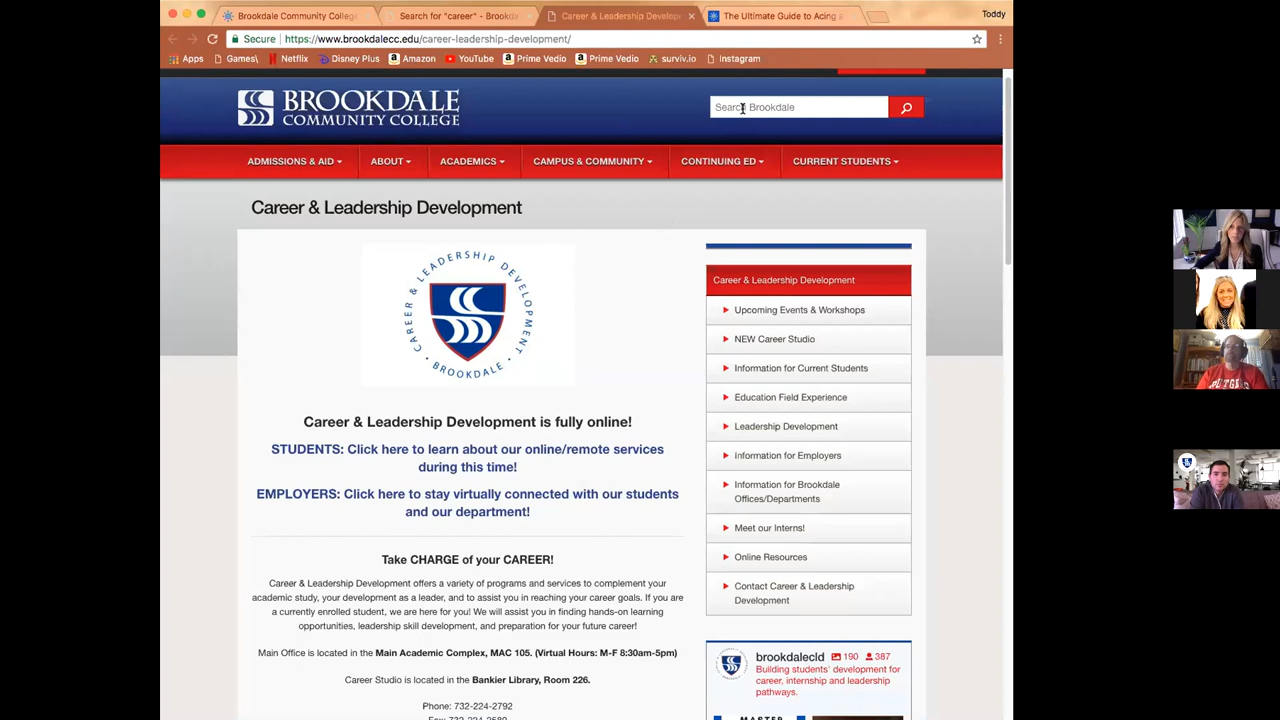 Brookdale Community College
Search for "career" - Brookda
Career & Leadership Develop
The Ultimate Guide to Acing a
Toddy
Secure
https://www.brookdalecc.edu/career-leadership-development/
Apps
Games\
Netflix
Disney Plus
Amazon
YouTube
Prime Vedio
Prime Vedio
surviv.io
Instagram
BROOKDALE
COMMUNITY COLLEGE
Search Brookdale
ADMISSIONS & AID
ABOUT
ACADEMICS
CAMPUS & COMMUNITY
CONTINUING ED
CURRENT STUDENTS
Career & Leadership Development
CAREER & LEADERSHIP DEVELOPMENT
BROOKDALE
Career & Leadership Development is fully online!
STUDENTS: Click here to learn about our online/remote services
during this time!
EMPLOYERS: Click here to stay virtually connected with our students
and our department!
Take CHARGE of your CAREER!
Career & Leadership Development offers a variety of programs and services to complement your
academic study, your development as a leader, and to assist you in reaching your career goals. If you are
a currently enrolled student, we are here for you! We will assist you in finding hands-on learning
opportunities, leadership skill development, and preparation for your future career!
Main Office is located in the Main Academic Complex, MAC 105. (Virtual Hours: M-F 8:30am-5pm)
Career Studio is located in the Bankier Library, Room 226.
Phone: 732-224-2792
Career & Leadership Development
Upcoming Events & Workshops
NEW Career Studio
Information for Current Students
Education Field Experience
Leadership Development
Information for Employers
Information for Brookdale
Offices/Departments
Meet our Interns!
Online Resources
Contact Career & Leadership
Development
brookdalecld
190
387
Building students' development for
career, internship and leadership
pathways.
RUTGERS